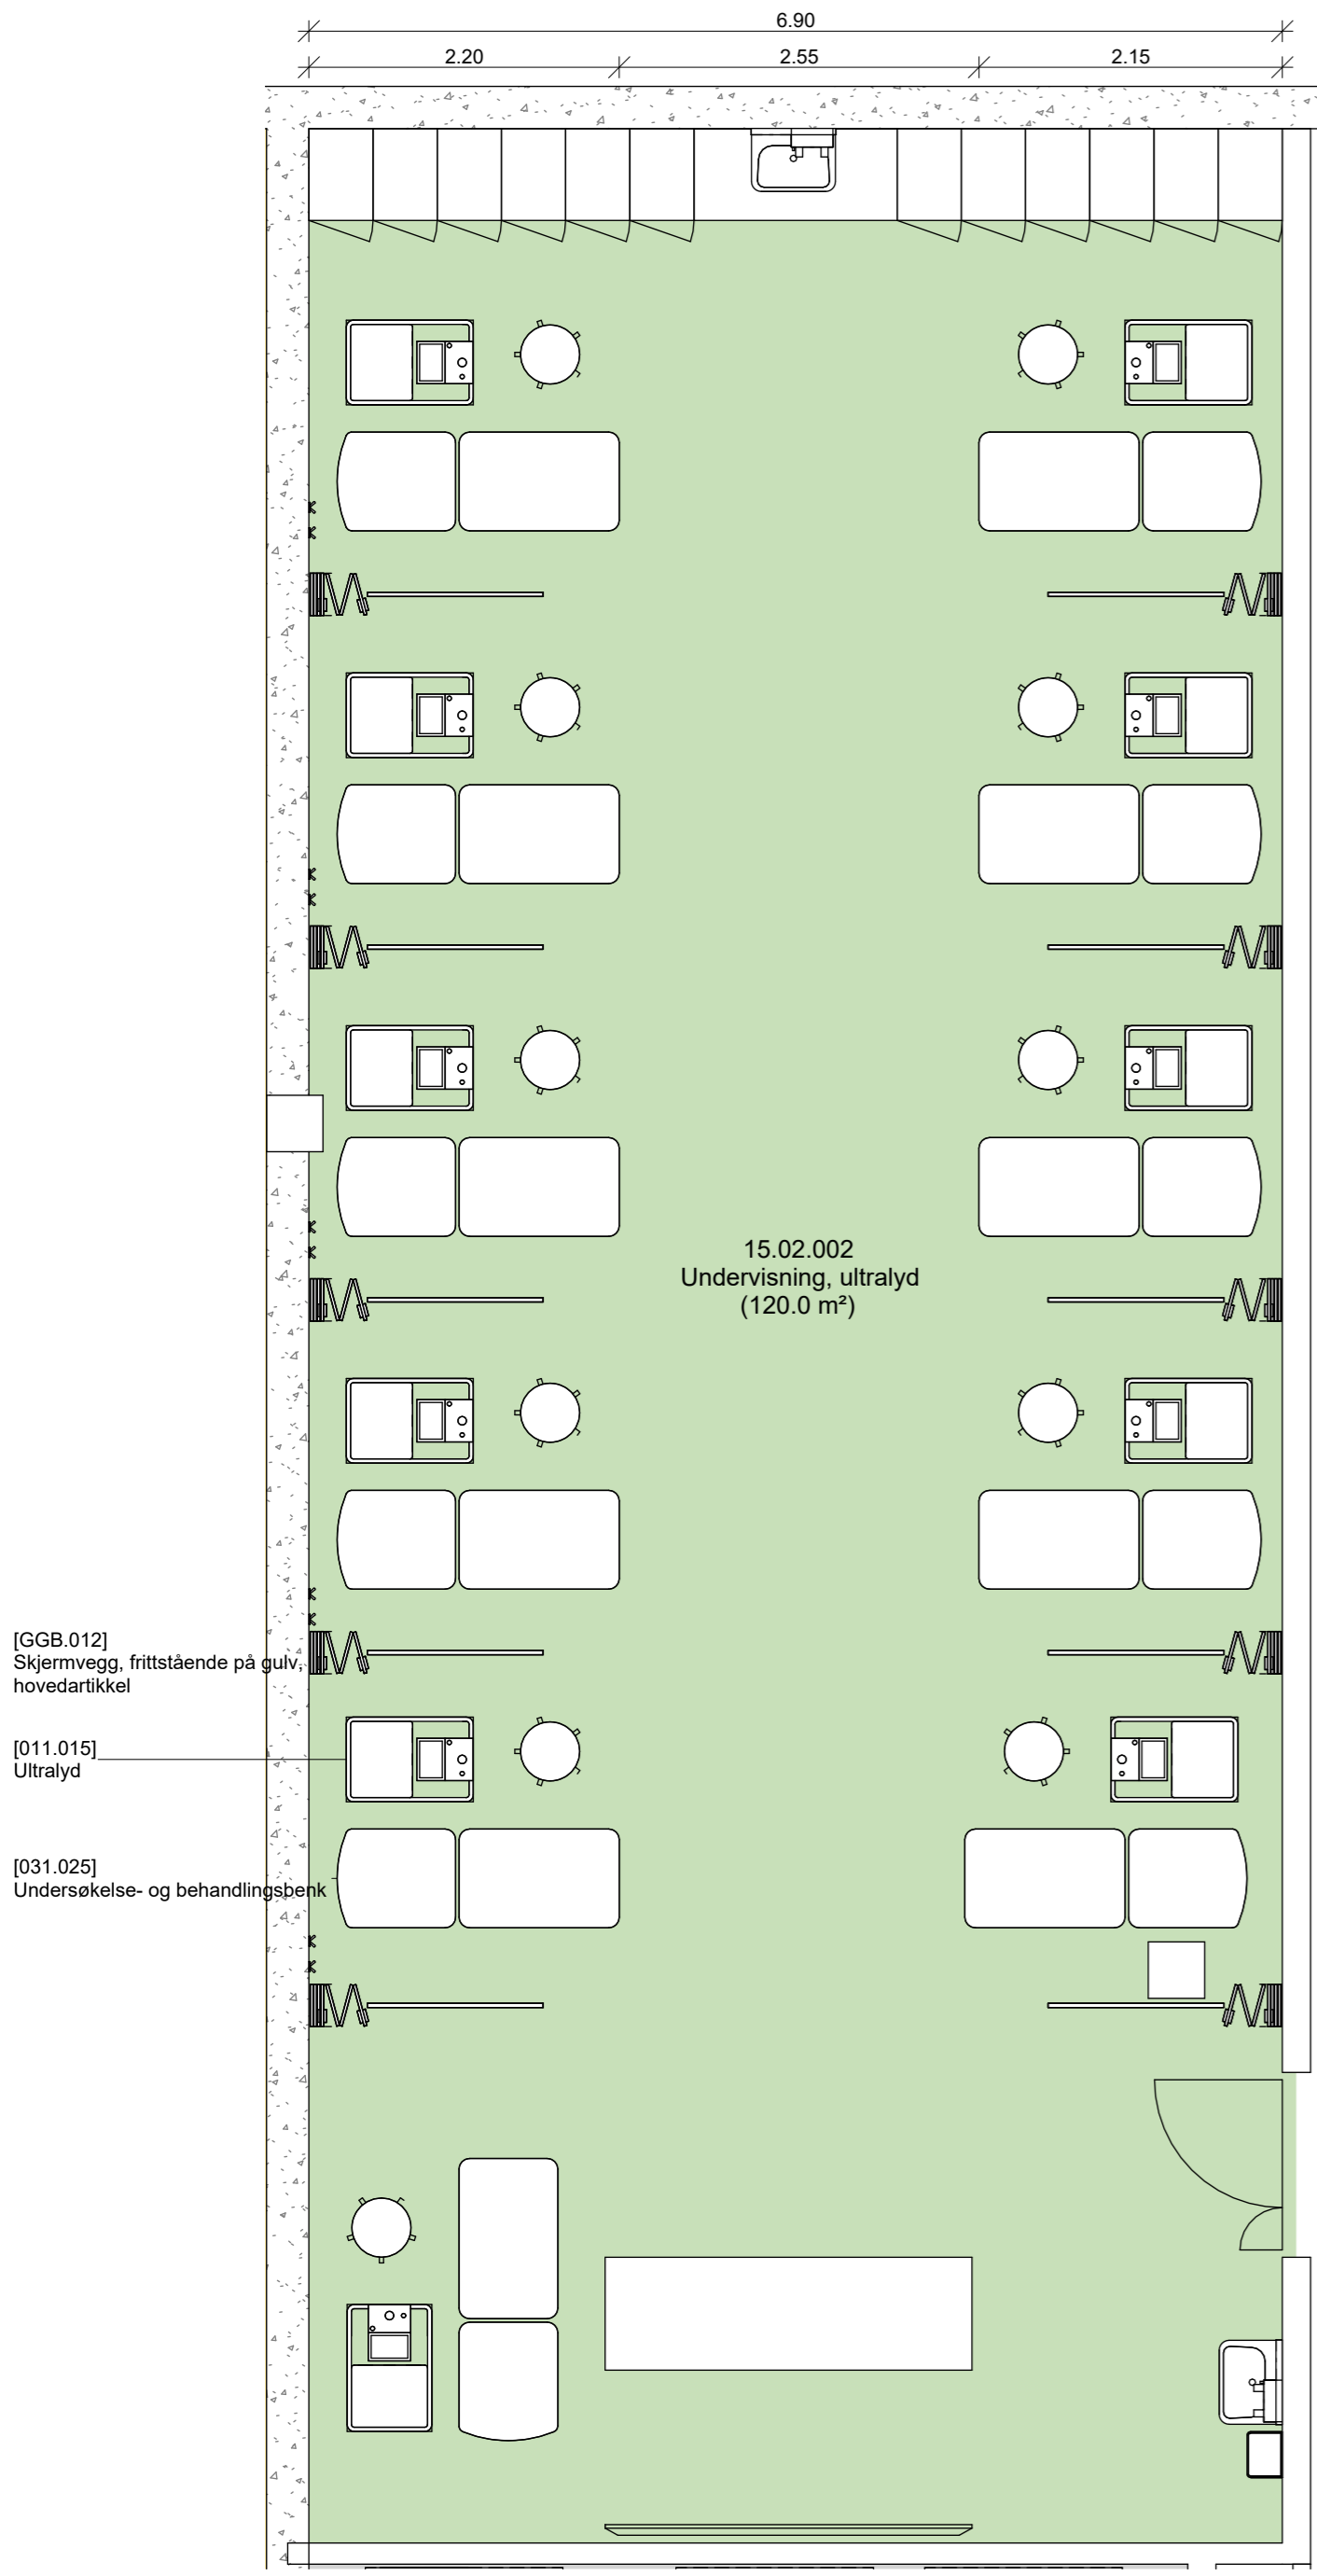 6.90
2.20
2.55
2.15
15.02.002
Undervisning, ultralyd
(120.0 m²)
[GGB.012]
Skjermvegg, frittstående på gulv,
hovedartikkel
[011.015]
Ultralyd
[031.025]
Undersøkelse- og behandlingsbenk